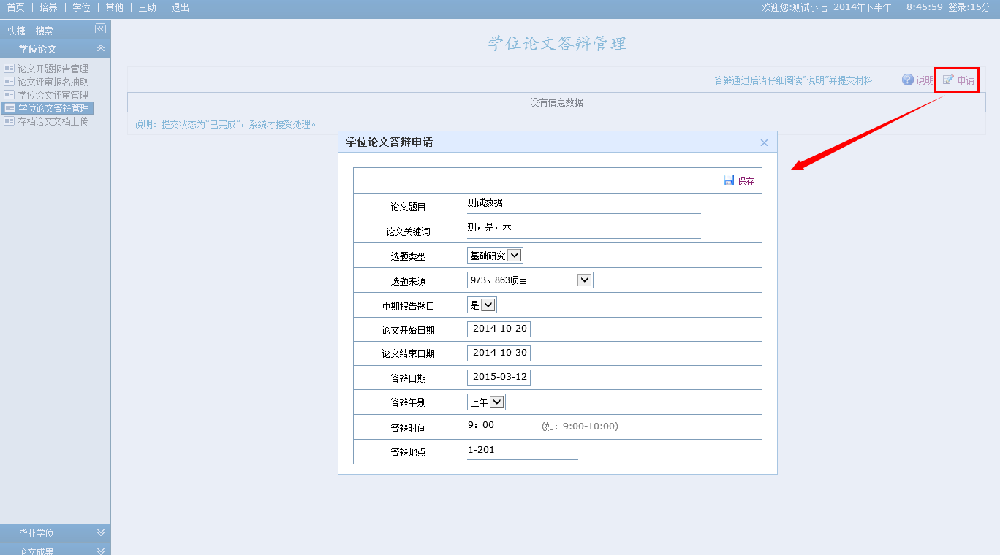 首页 | 培养 | 学位 | 其他 | 三助 | 退出
欢迎您:测试小七 2014年下半年 8:45:59 登录:15分
快捷 搜索
学位论文
论文开题报告管理
论文评审报名抽取
学位论文评审管理
学位论文答辩管理
存档论文文档上传
毕业学位
论文成果
学位论文答辩管理
答辩通过后请仔细阅读“说明”并提交材料 说明 申请
没有信息数据
说明：提交状态为“已完成”，系统才接受处理。
学位论文答辩申请
保存
论文题目 测试数据
论文关键词 测，是，术
选题类型 基础研究
选题来源 973、863项目
中期报告题目 是
论文开始日期 2014-10-20
论文结束日期 2014-10-30
答辩日期 2015-03-12
答辩午别 上午
答辩时间 9：00 (如：9:00-10:00)
答辩地点 1-201